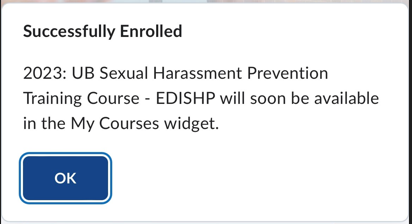 Successfully Enrolled
2023: UB Sexual Harassment Prevention
Training Course - EDISHP will soon be available
in the My Courses widget.
OK